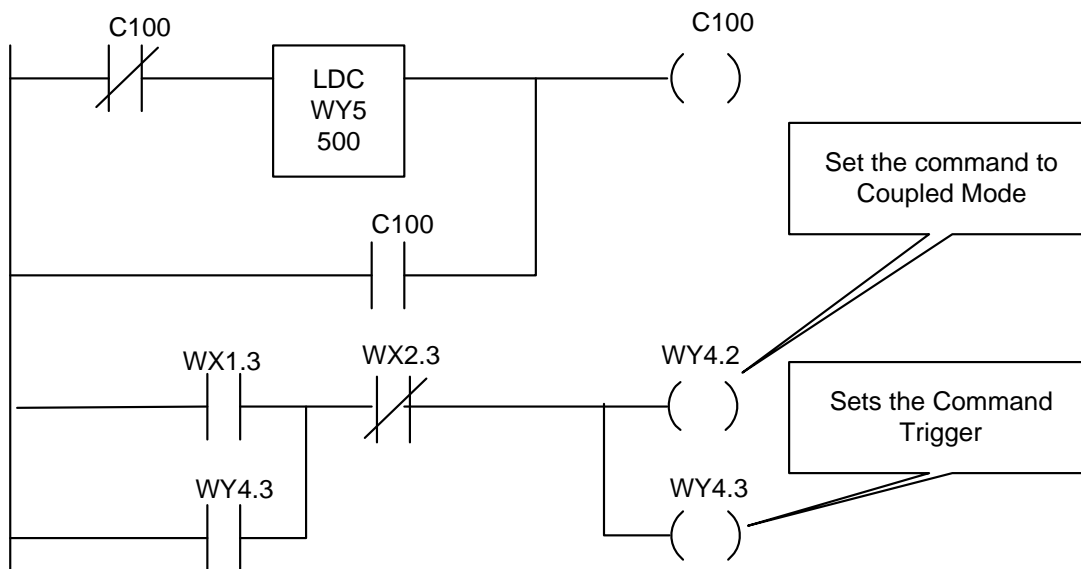 C100
C100
LDC
WY5
500
Set the command to
Coupled Mode
C100
WX1.3
WX2.3
WY4.2
Sets the Command
Trigger
WY4.3
WY4.3